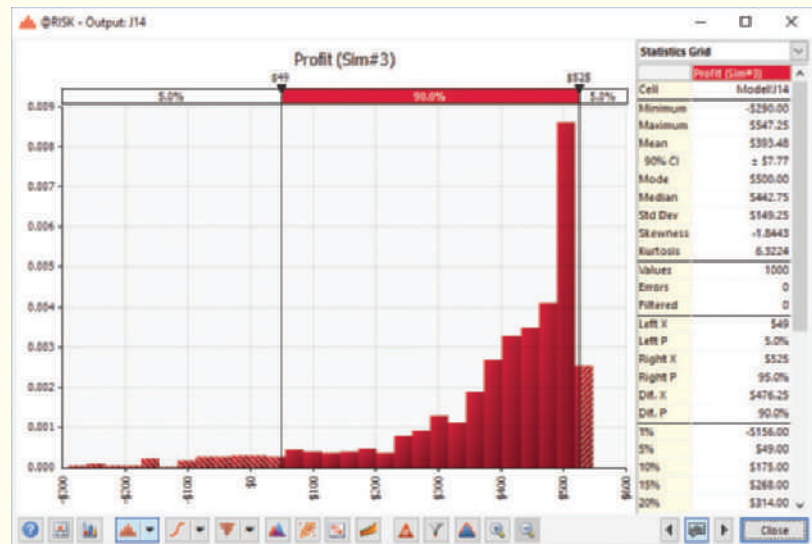 @RISK - Output: J14
Profit (Sim#3)
$49
$525
5.0%
90.0%
5.0%
0.009
0.008
0.007
0.006
0.005
0.004
0.003
0.002
0.001
0.000
-$300
-$200
-$100
$0
$100
$200
$300
$400
$500
$600
Statistics Grid
Profit (Sim#3)
Cell Model!J14
Minimum -$290.00
Maximum $547.25
Mean $393.48
90% CI ± $7.77
Mode $500.00
Median $442.75
Std Dev $149.25
Skewness -1.8443
Kurtosis 6.3224
Values 1000
Errors 0
Filtered 0
Left X $49
Left P 5.0%
Right X $525
Right P 95.0%
Dif. X $476.25
Dif. P 90.0%
1% -$156.00
5% $49.00
10% $175.00
15% $268.00
20% $314.00
Close